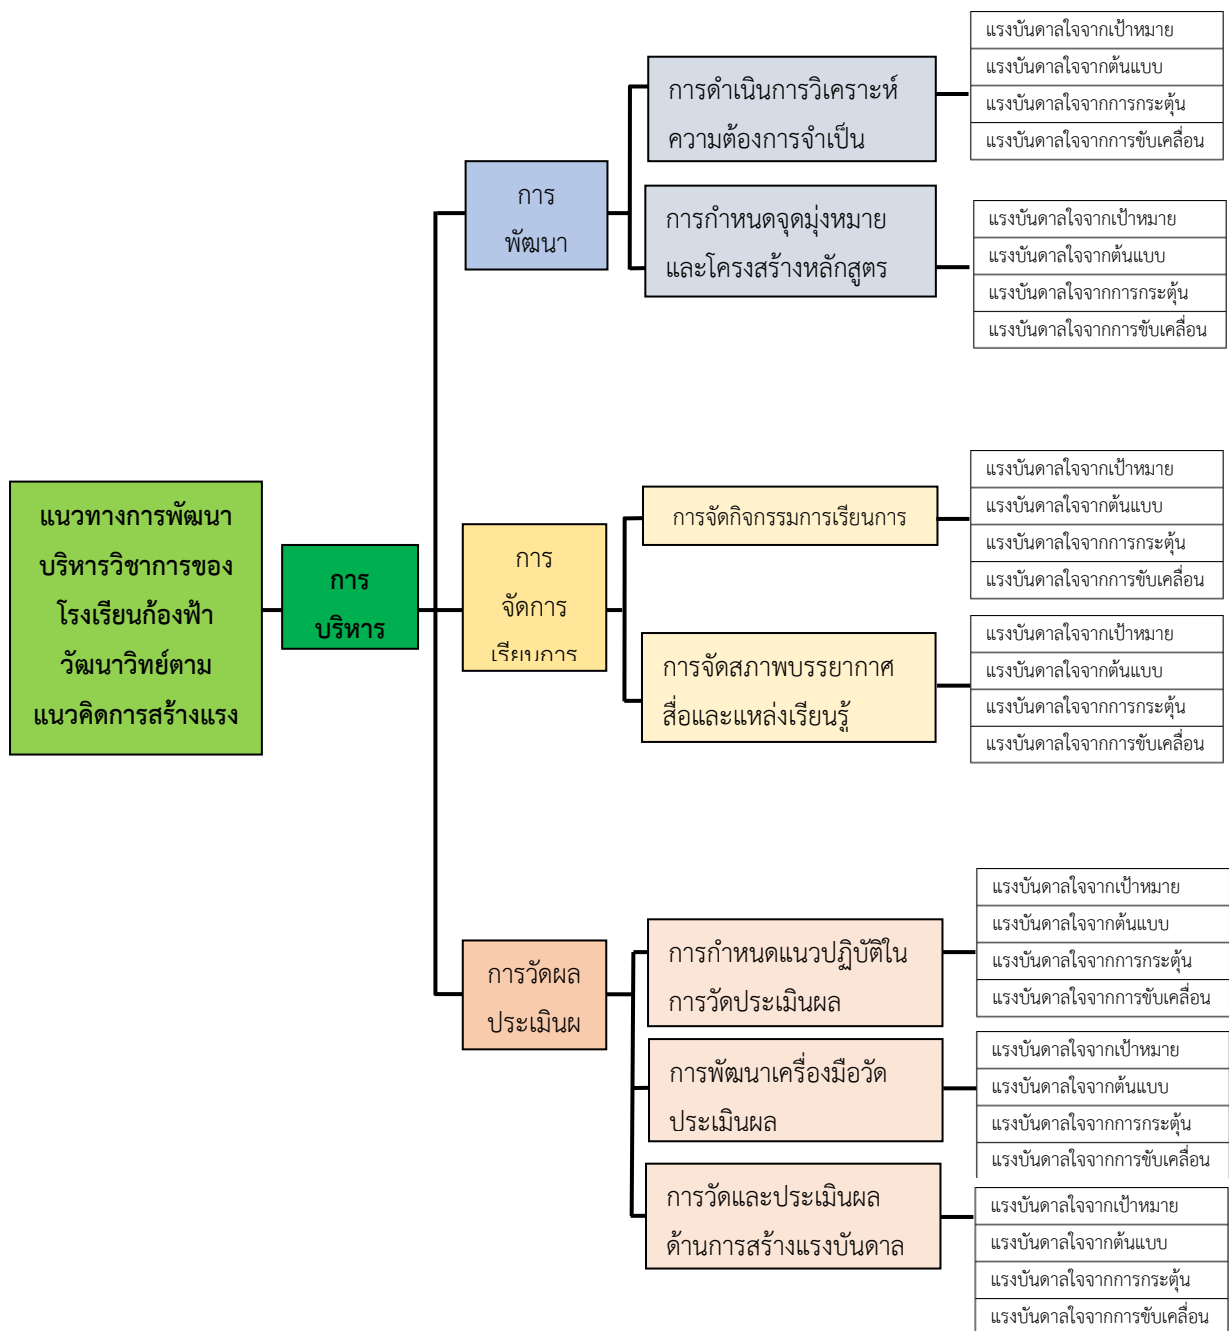 แนวทางการพัฒนา
บริหารวิชาการของ
โรงเรียนก้องฟ้า
วัฒนาวิทย์ตาม
แนวคิดการสร้างแรง
การ
บริหาร
การ
พัฒนา
การดำเนินการวิเคราะห์
ความต้องการจำเป็น
แรงบันดาลใจจากเป้าหมาย
แรงบันดาลใจจากต้นแบบ
แรงบันดาลใจจากการกระตุ้น
แรงบันดาลใจจากการขับเคลื่อน
การกำหนดจุดมุ่งหมาย
และโครงสร้างหลักสูตร
แรงบันดาลใจจากเป้าหมาย
แรงบันดาลใจจากต้นแบบ
แรงบันดาลใจจากการกระตุ้น
แรงบันดาลใจจากการขับเคลื่อน
การ
จัดการ
เรียนการ
การจัดกิจกรรมการเรียนการ
แรงบันดาลใจจากเป้าหมาย
แรงบันดาลใจจากต้นแบบ
แรงบันดาลใจจากการกระตุ้น
แรงบันดาลใจจากการขับเคลื่อน
การจัดสภาพบรรยากาศ
สื่อและแหล่งเรียนรู้
แรงบันดาลใจจากเป้าหมาย
แรงบันดาลใจจากต้นแบบ
แรงบันดาลใจจากการกระตุ้น
แรงบันดาลใจจากการขับเคลื่อน
การวัดผล
ประเมินผ
การกำหนดแนวปฏิบัติใน
การวัดประเมินผล
แรงบันดาลใจจากเป้าหมาย
แรงบันดาลใจจากต้นแบบ
แรงบันดาลใจจากการกระตุ้น
แรงบันดาลใจจากการขับเคลื่อน
การพัฒนาเครื่องมือวัด
ประเมินผล
แรงบันดาลใจจากเป้าหมาย
แรงบันดาลใจจากต้นแบบ
แรงบันดาลใจจากการกระตุ้น
แรงบันดาลใจจากการขับเคลื่อน
การวัดและประเมินผล
ด้านการสร้างแรงบันดาล
แรงบันดาลใจจากเป้าหมาย
แรงบันดาลใจจากต้นแบบ
แรงบันดาลใจจากการกระตุ้น
แรงบันดาลใจจากการขับเคลื่อน